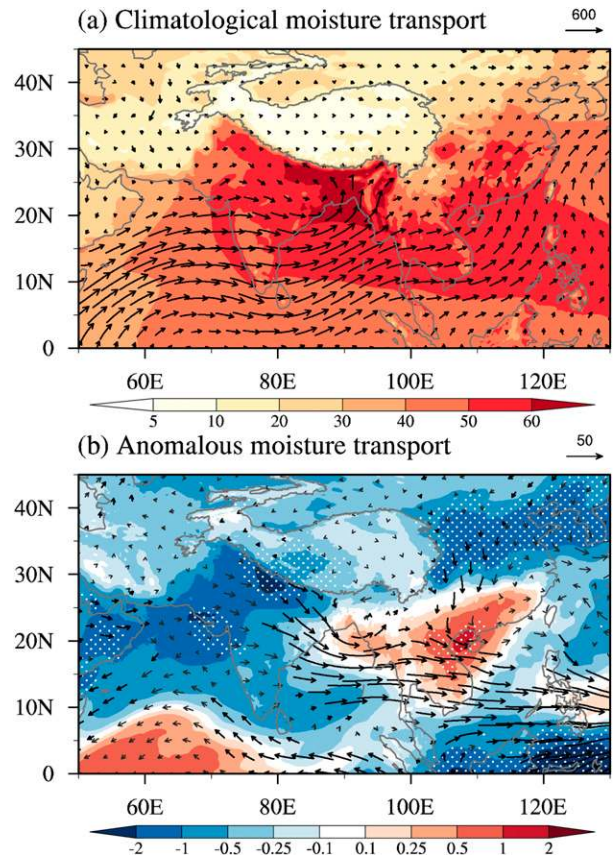 (a) Climatological moisture transport
600
40N
30N
20N
10N
0
60E 80E 100E 120E
5 10 20 30 40 50 60
(b) Anomalous moisture transport
50
40N
30N
20N
10N
0
60E 80E 100E 120E
-2 -1 -0.5 -0.25 -0.1 0.1 0.25 0.5 1 2